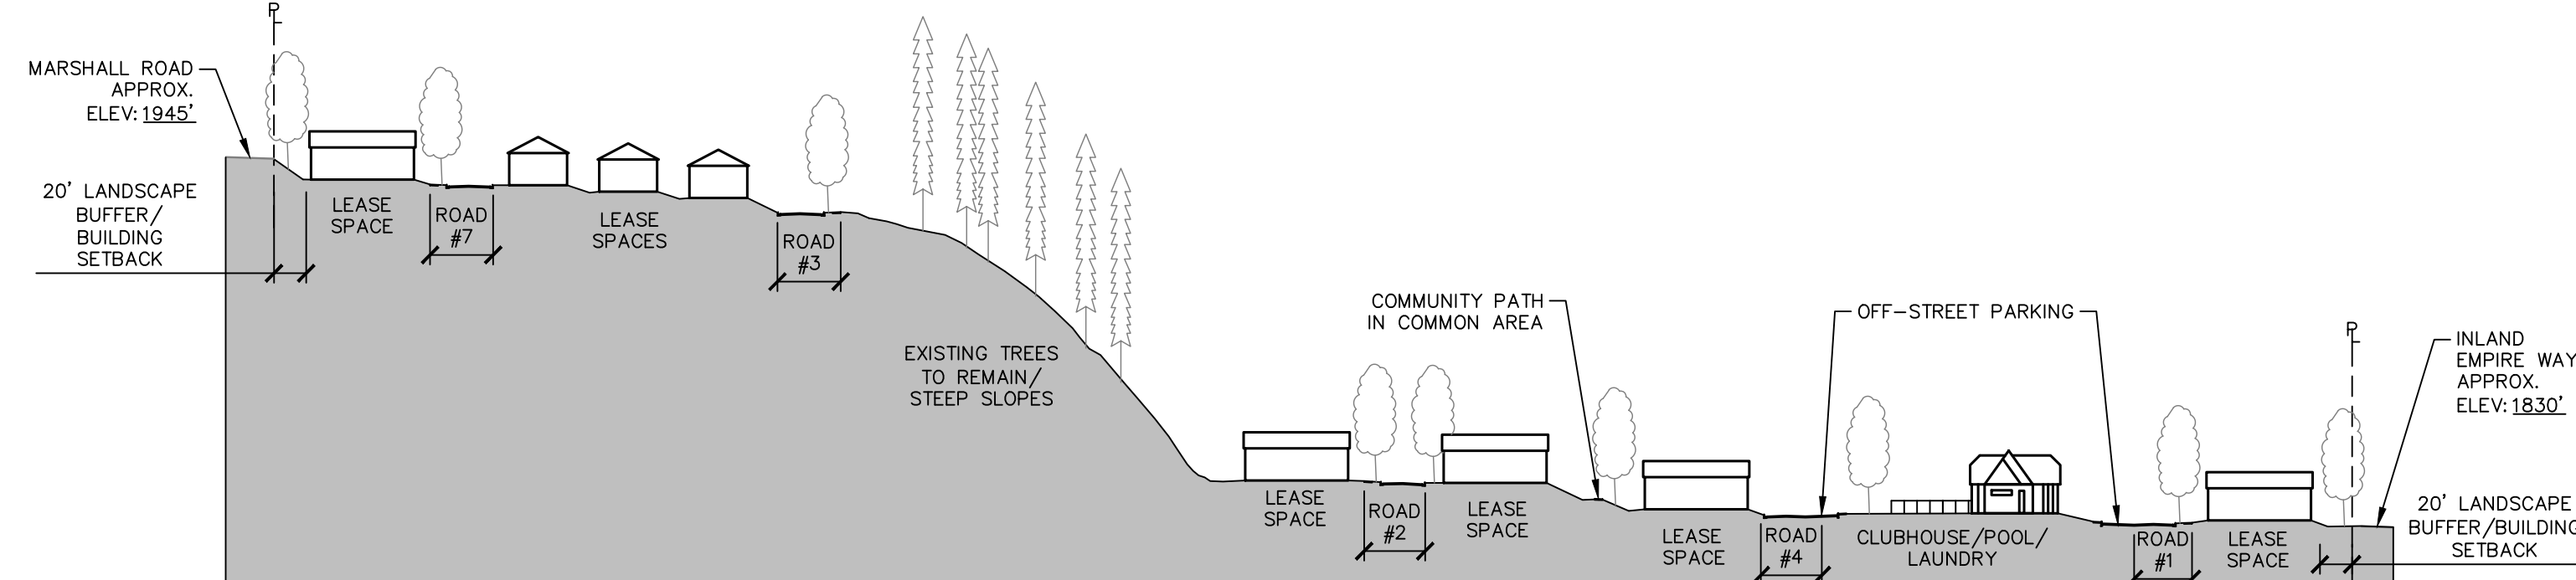 PL
MARSHALL ROAD
APPROX.
ELEV: 1945'
20' LANDSCAPE
BUFFER/
BUILDING
SETBACK
LEASE
SPACE
ROAD
#7
LEASE
SPACES
ROAD
#3
EXISTING TREES
TO REMAIN/
STEEP SLOPES
LEASE
SPACE
ROAD
#2
LEASE
SPACE
COMMUNITY PATH
IN COMMON AREA
LEASE
SPACE
ROAD
#4
OFF-STREET PARKING
CLUBHOUSE/POOL/
LAUNDRY
ROAD
#1
LEASE
SPACE
PL
INLAND
EMPIRE WAY
APPROX.
ELEV: 1830'
20' LANDSCAPE
BUFFER/BUILDING
SETBACK